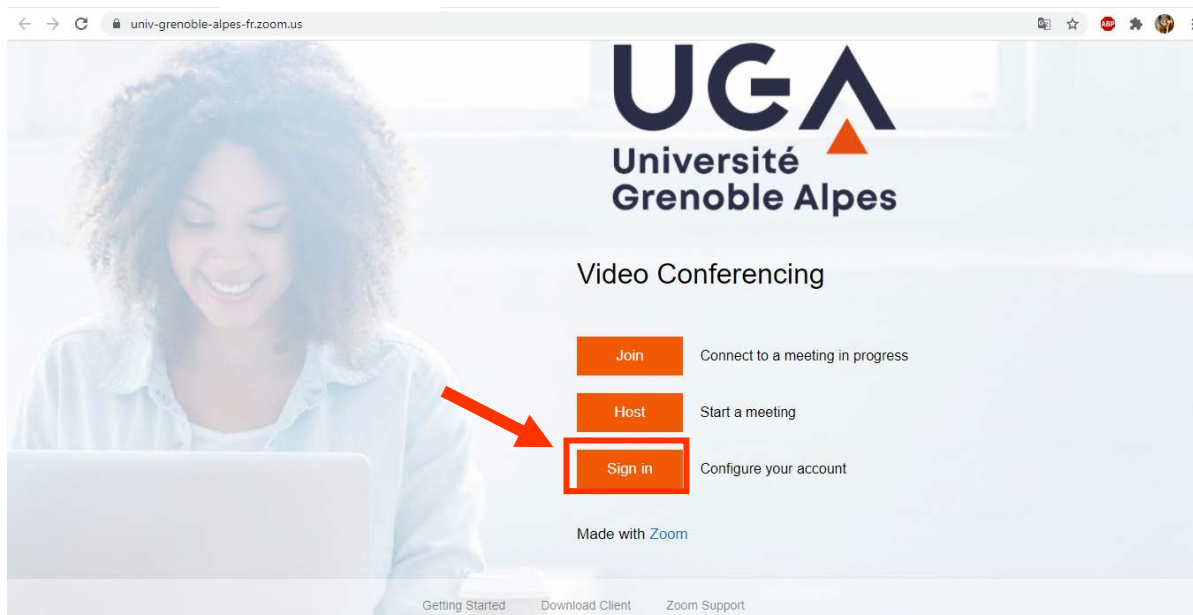 univ-grenoble-alpes-fr.zoom.us
ABP
UGA
Université
Grenoble Alpes
Video Conferencing
Join Connect to a meeting in progress
Host Start a meeting
Sign in Configure your account
Made with Zoom
Getting Started Download Client Zoom Support